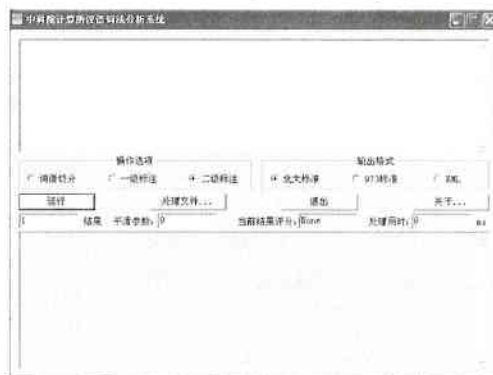 中科院计算所汉语词法分析系统
操作选项 输出格式
词语切分 一级标注 二级标注 北大标准 973标准 XML
运行 处理文件... 退出 关于...
1 结果 平滑参数: 0 当前结果评分: None 处理用时: 0 ms